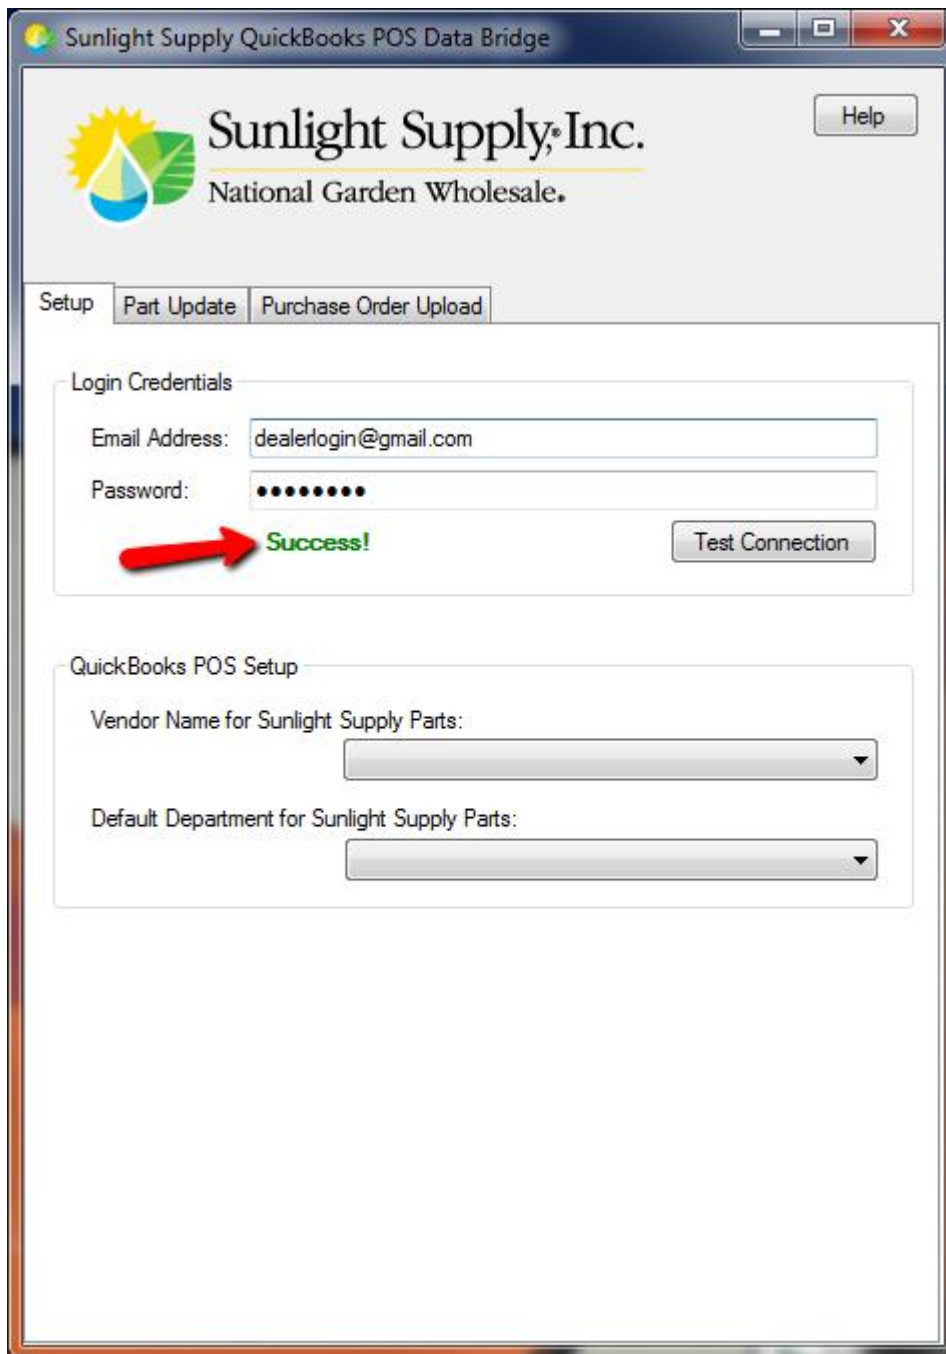 Sunlight Supply QuickBooks POS Data Bridge
Sunlight Supply, Inc.
Help
National Garden Wholesale.
Setup Part Update Purchase Order Upload
Login Credentials
Email Address: dealerlogin@gmail.com
Password: ••••••••
Success! Test Connection
QuickBooks POS Setup
Vendor Name for Sunlight Supply Parts:
Default Department for Sunlight Supply Parts: